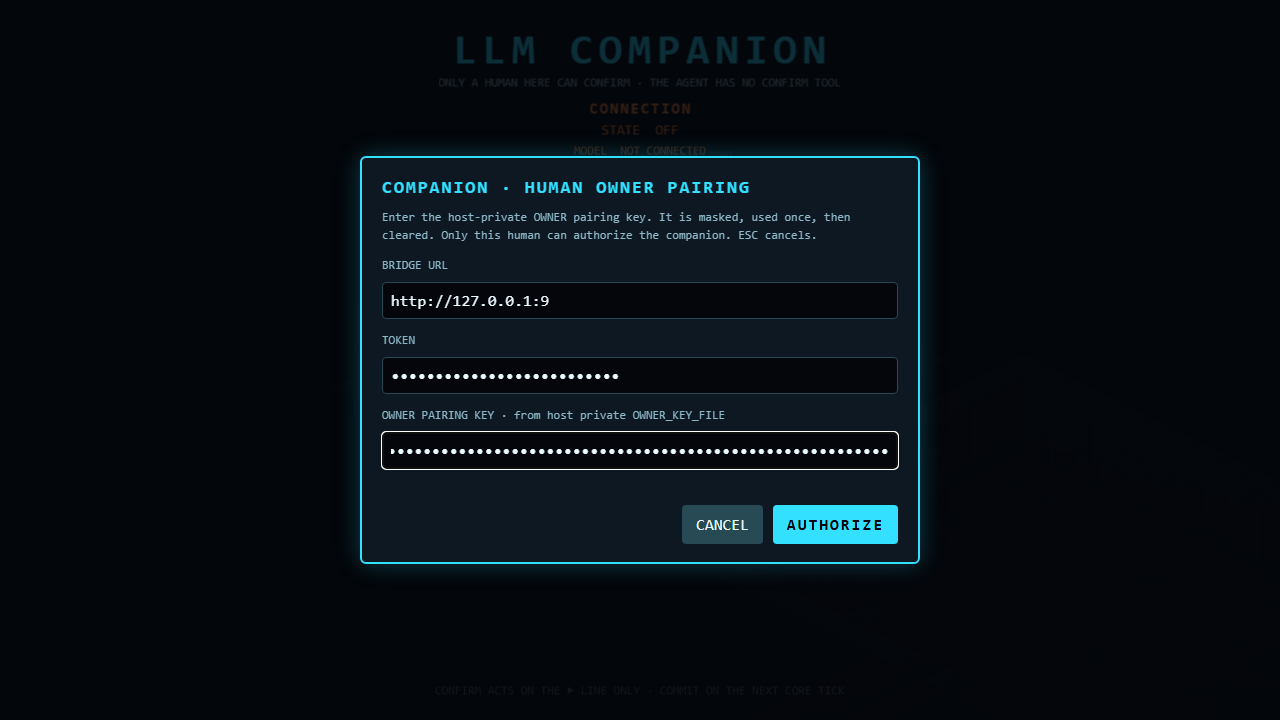 LLM COMPANION
ONLY A HUMAN HERE CAN CONFIRM · THE AGENT HAS NO CONFIRM TOOL
CONNECTION
STATE OFF
MODEL NOT CONNECTED
COMPANION · HUMAN OWNER PAIRING
Enter the host-private OWNER pairing key. It is masked, used once, then
cleared. Only this human can authorize the companion. ESC cancels.
BRIDGE URL
http://127.0.0.1:9
TOKEN
••••••••••••••••••••••••••
OWNER PAIRING KEY · from host private OWNER_KEY_FILE
•••••••••••••••••••••••••••••••••••••••••••••••••••••••••
CANCEL
AUTHORIZE
CONFIRM ACTS ON THE ▶ LINE ONLY · COMMIT ON THE NEXT CORE TICK